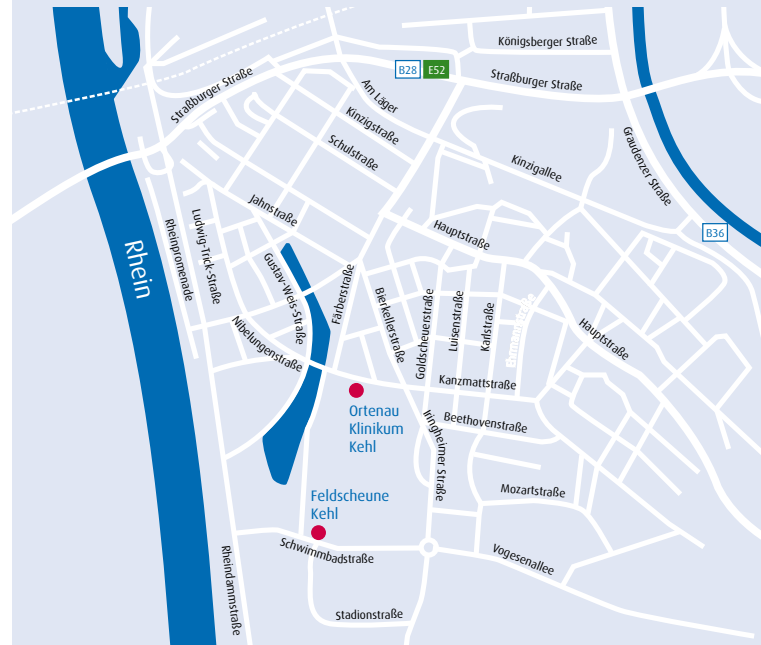 Königsberger Straße
B28
E52
Straßburger Straße
Straßburger Straße
Am Läger
Kinzigstraße
Schulstraße
Kinzigallee
Graudenzer Straße
B36
Jahnstraße
Hauptstraße
Rheinpromenade
Ludwig-Trick-Straße
Rhein
Gustav-Weis-Straße
Färberstraße
Bierkellerstraße
Goldscheuerstraße
Luisenstraße
Karlstraße
Hauptstraße
Nibelungenstraße
Kanzmattstraße
Ortenau
Klinikum
Kehl
Iringheimer Straße
Beethovenstraße
Mozartstraße
Feldscheune
Kehl
Schwimmbadstraße
Vogesenallee
Rheindammstraße
Stadionstraße